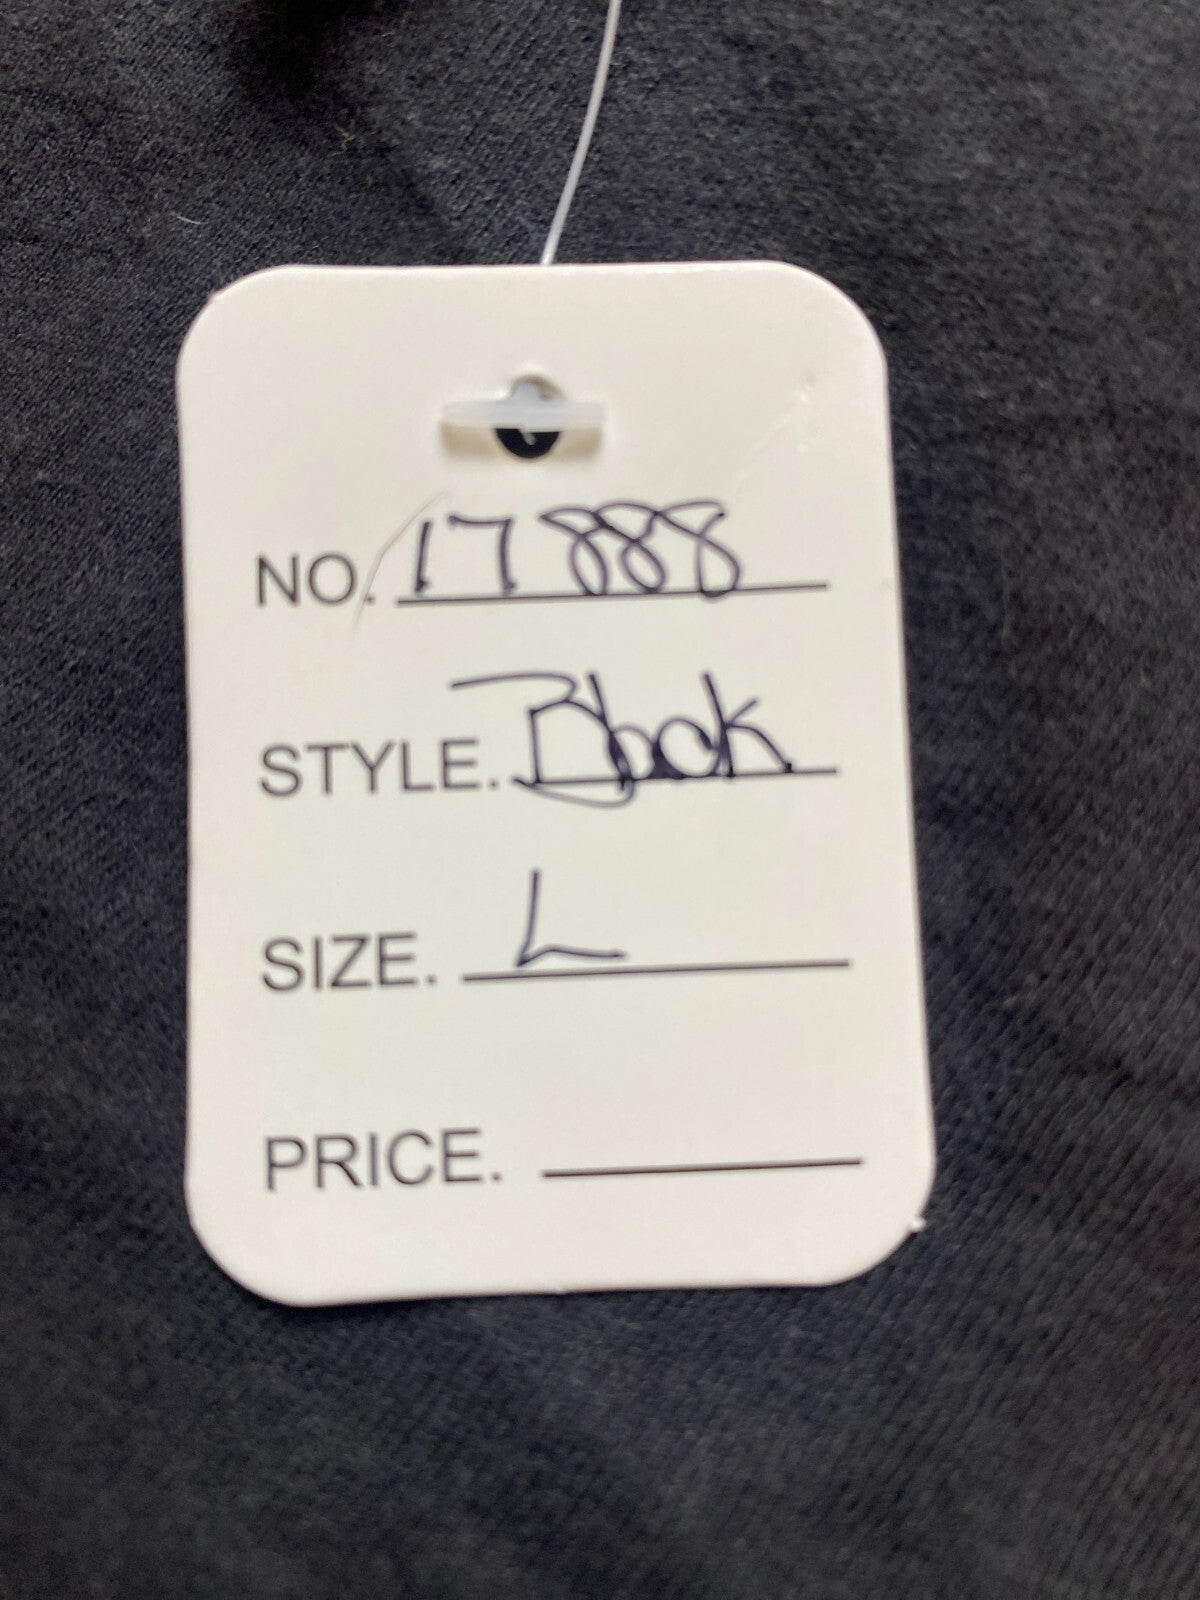 NO. 17888
STYLE. Black
SIZE. L
PRICE.